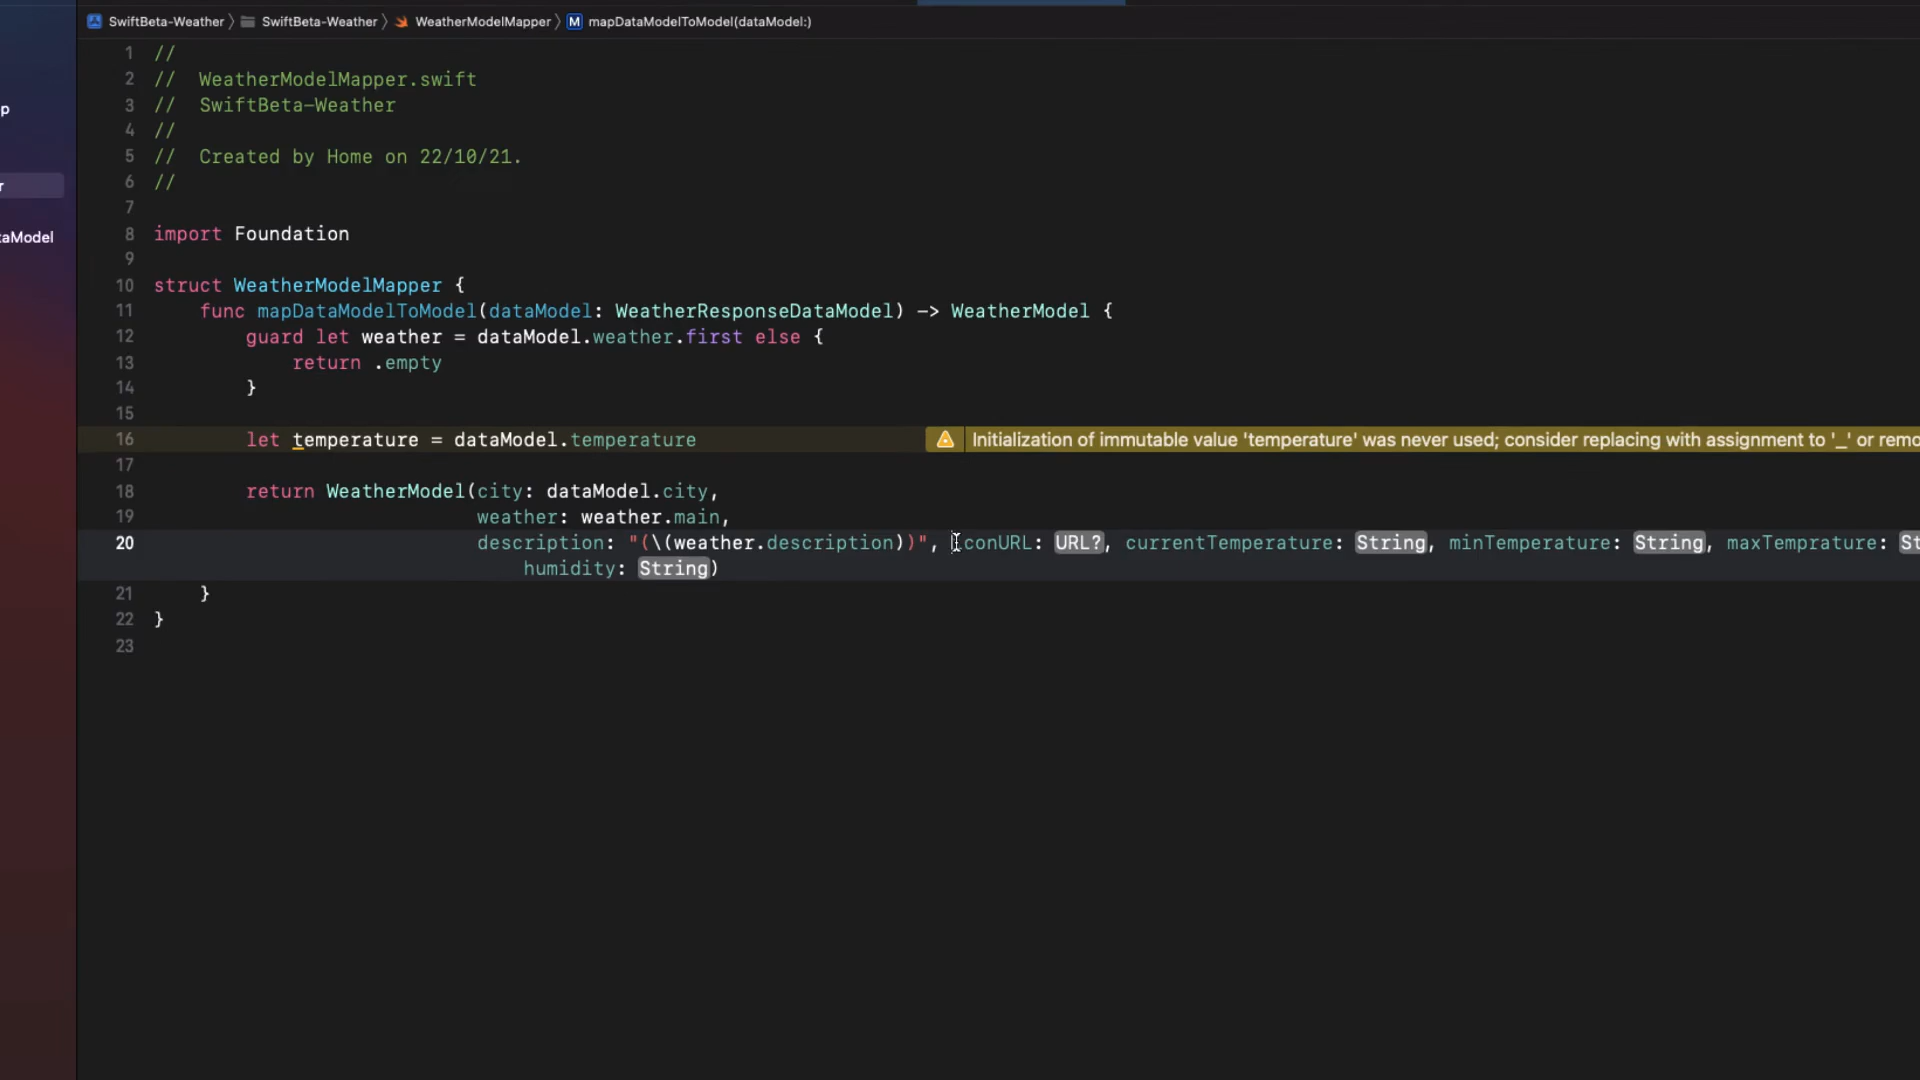 SwiftBeta-Weather 〉 SwiftBeta-Weather 〉 WeatherModelMapper 〉 M mapDataModelToModel(dataModel:)
p
r
taModel
1 //
2 //  WeatherModelMapper.swift
3 //  SwiftBeta-Weather
4 //
5 //  Created by Home on 22/10/21.
6 //
7
8 import Foundation
9
10 struct WeatherModelMapper {
11     func mapDataModelToModel(dataModel: WeatherResponseDataModel) -> WeatherModel {
12         guard let weather = dataModel.weather.first else {
13             return .empty
14         }
15
16         let temperature = dataModel.temperature Initialization of immutable value 'temperature' was never used; consider replacing with assignment to '_' or remo
17
18         return WeatherModel(city: dataModel.city,
19                             weather: weather.main,
20                             description: "(\(weather.description))", iconURL: URL?, currentTemperature: String, minTemperature: String, maxTemprature: St
humidity: String)
21     }
22 }
23